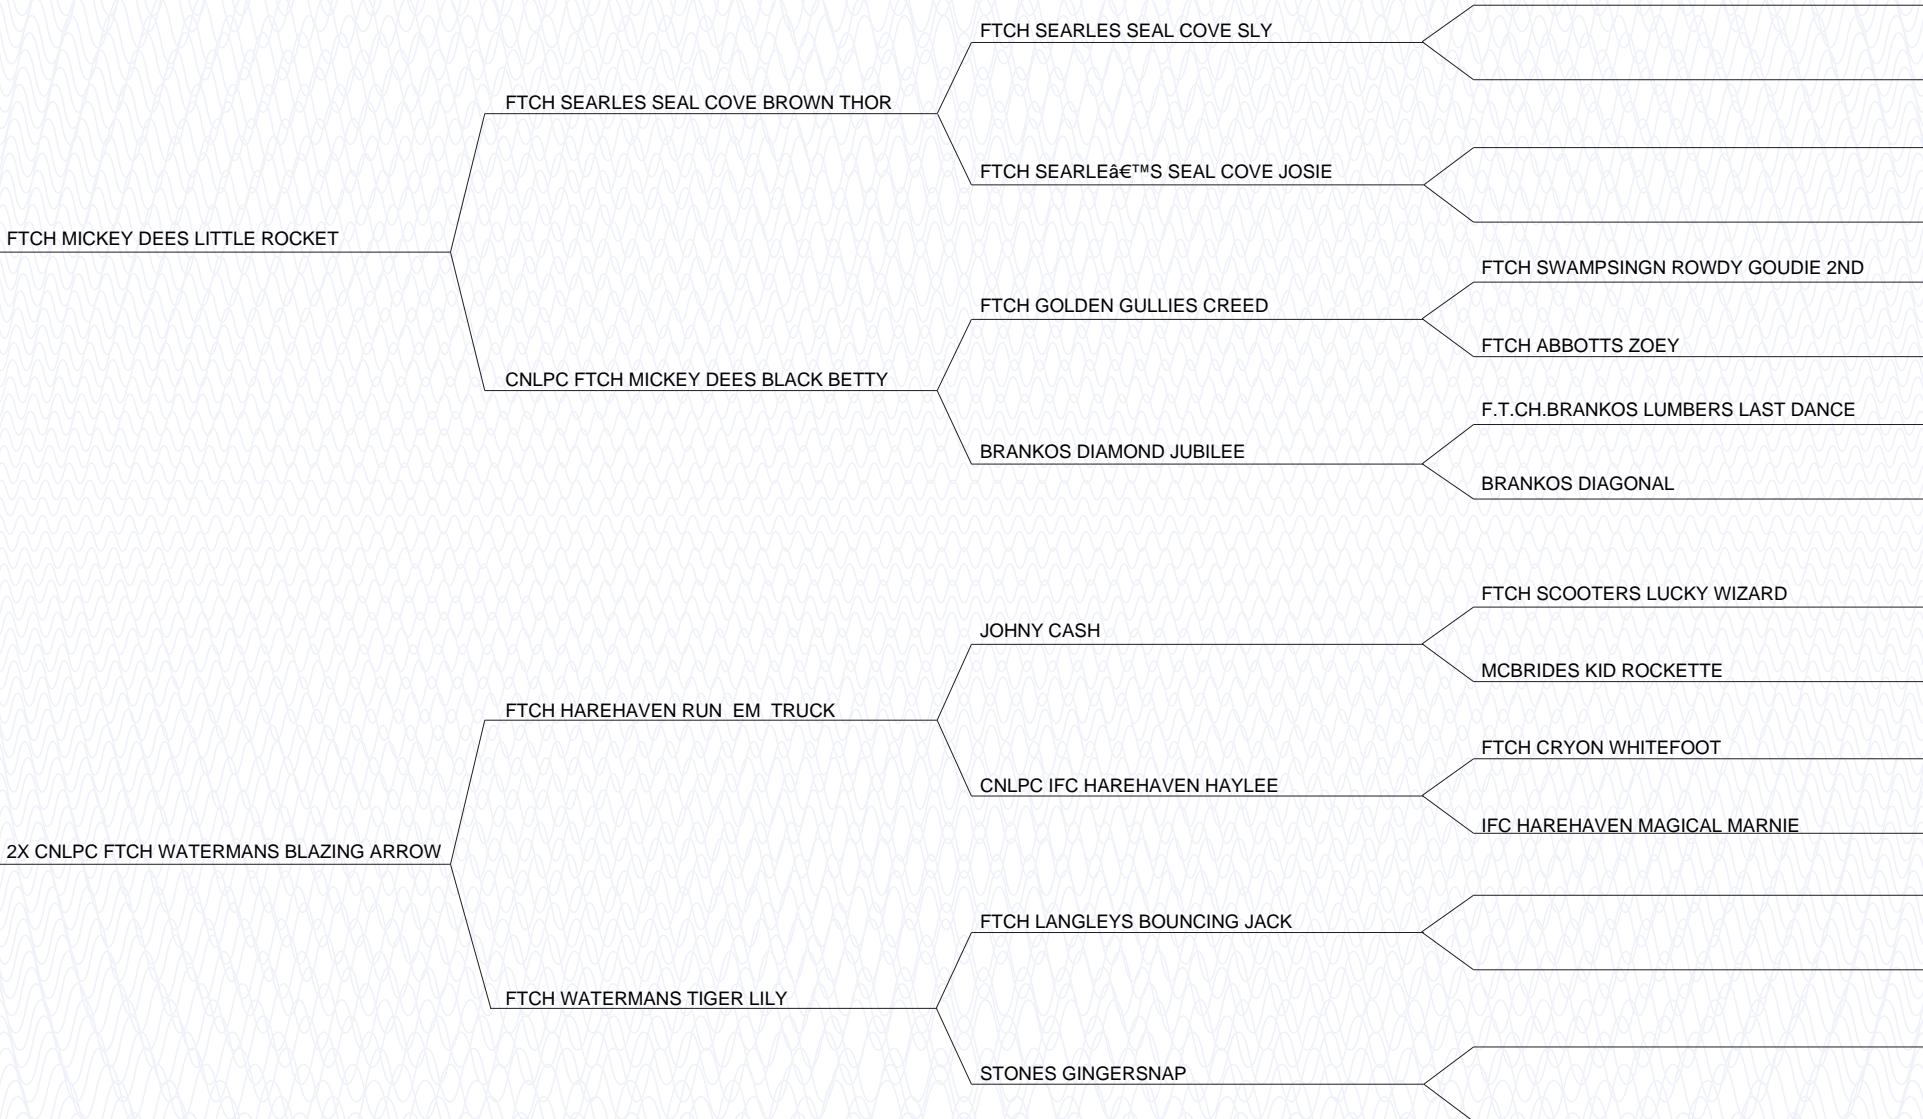 FTCH SEARLES SEAL COVE SLY
FTCH SEARLES SEAL COVE BROWN THOR
FTCH SEARLEâ€™S SEAL COVE JOSIE
FTCH MICKEY DEES LITTLE ROCKET
FTCH SWAMPSINGN ROWDY GOUDIE 2ND
FTCH GOLDEN GULLIES CREED
FTCH ABBOTTS ZOEY
CNLPC FTCH MICKEY DEES BLACK BETTY
F.T.CH.BRANKOS LUMBERS LAST DANCE
BRANKOS DIAMOND JUBILEE
BRANKOS DIAGONAL
FTCH SCOOTERS LUCKY WIZARD
JOHNY CASH
MCBRIDES KID ROCKETTE
FTCH HAREHAVEN RUN  EM  TRUCK
FTCH CRYON WHITEFOOT
CNLPC IFC HAREHAVEN HAYLEE
IFC HAREHAVEN MAGICAL MARNIE
2X CNLPC FTCH WATERMANS BLAZING ARROW
FTCH LANGLEYS BOUNCING JACK
FTCH WATERMANS TIGER LILY
STONES GINGERSNAP